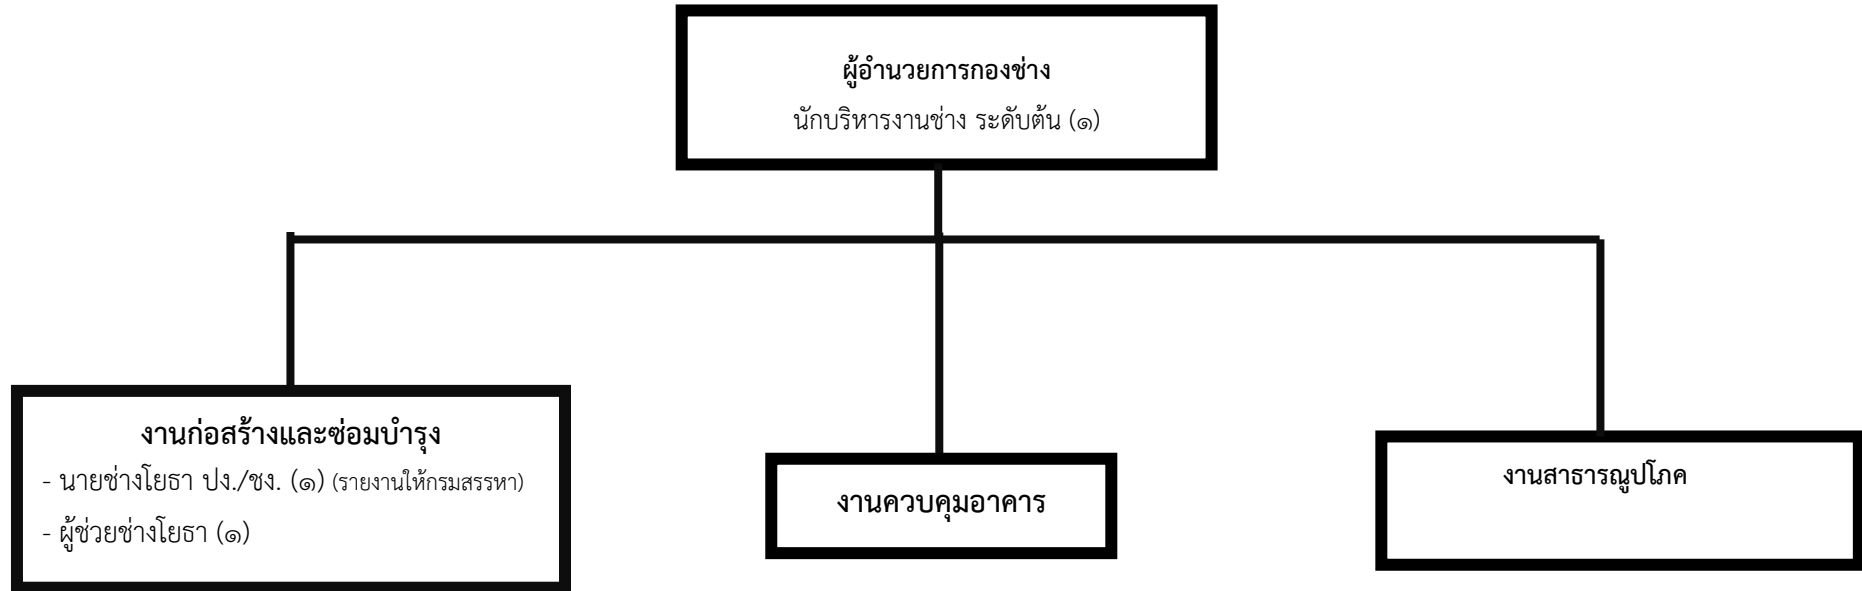 ผู้อำนวยการกองช่าง
นักบริหารงานช่าง ระดับต้น (๑)
งานก่อสร้างและซ่อมบำรุง
- นายช่างโยธา ปง./ชง. (๑) (รายงานให้กรมสรรหา)
- ผู้ช่วยช่างโยธา (๑)
งานควบคุมอาคาร
งานสาธารณูปโภค